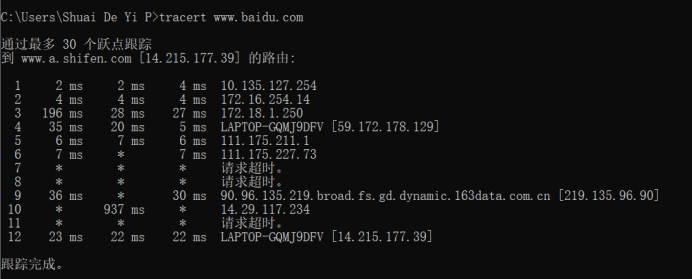 C:\Users\Shuai De Yi P>tracert www.baidu.com
通过最多 30 个跃点跟踪
到 www.a.shifen.com [14.215.177.39] 的路由:
1 2 ms 2 ms 4 ms 10.135.127.254
2 4 ms 4 ms 4 ms 172.16.254.14
3 196 ms 28 ms 27 ms 172.18.1.250
4 35 ms 20 ms 5 ms LAPTOP-GQMJ9DFV [59.172.178.129]
5 6 ms 7 ms 6 ms 111.175.211.1
6 7 ms * 7 ms 111.175.227.73
7 * * * 请求超时。
8 * * * 请求超时。
9 36 ms * 30 ms 90.96.135.219.broad.fs.gd.dynamic.163data.com.cn [219.135.96.90]
10 * 937 ms * 14.29.117.234
11 * * * 请求超时。
12 23 ms 22 ms 22 ms LAPTOP-GQMJ9DFV [14.215.177.39]
跟踪完成。